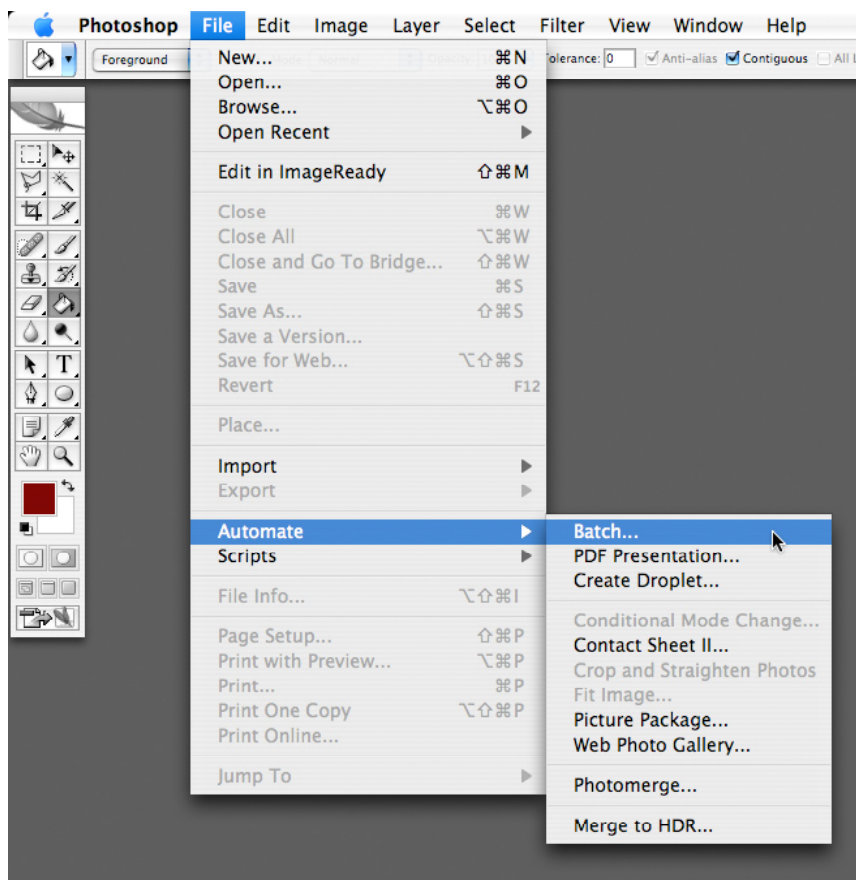 Photoshop File Edit Image Layer Select Filter View Window Help
Foreground Mode: Normal Tolerance: 0 Anti-alias Contiguous All L
New... ⌘N
Open... ⌘O
Browse... ⌥⌘O
Open Recent ▶
Edit in ImageReady ⇧⌘M
Close ⌘W
Close All ⌥⌘W
Close and Go To Bridge... ⇧⌘W
Save ⌘S
Save As... ⇧⌘S
Save a Version...
Save for Web... ⌥⇧⌘S
Revert F12
Place...
Import ▶
Export ▶
Automate ▶
Scripts ▶
File Info... ⌥⇧⌘I
Page Setup... ⇧⌘P
Print with Preview... ⌥⌘P
Print... ⌘P
Print One Copy ⌥⇧⌘P
Print Online...
Jump To ▶
Batch...
PDF Presentation...
Create Droplet...
Conditional Mode Change...
Contact Sheet II...
Crop and Straighten Photos
Fit Image...
Picture Package...
Web Photo Gallery...
Photomerge...
Merge to HDR...